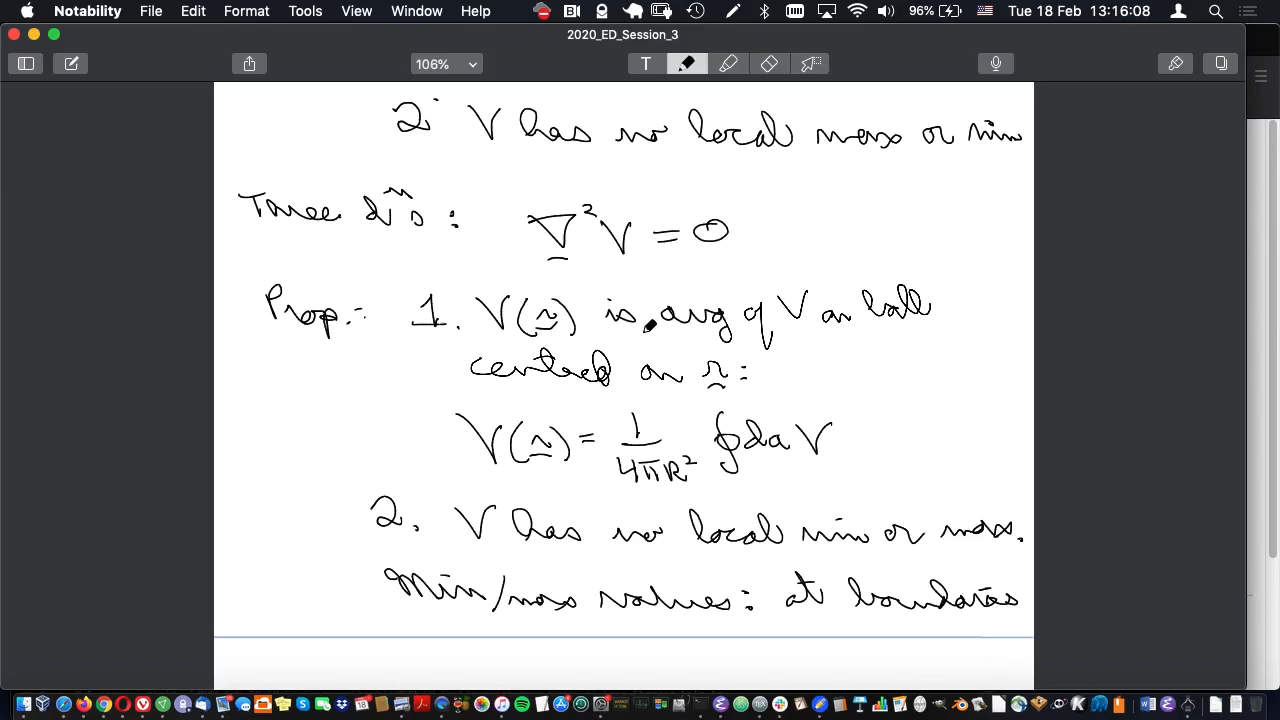 Notability File Edit Format Tools View Window Help 96% Tue 18 Feb 13:16:08
2020_ED_Session_3
106%
T
2. V has no local max or min
Three dim̃s : ∇²V = 0
Prop.: 1. V(r) is avg of V on ball
centred on r :
V(r) = 1/4πR² ∮da V
2. V has no local min or max.
Min/max values: at boundaries